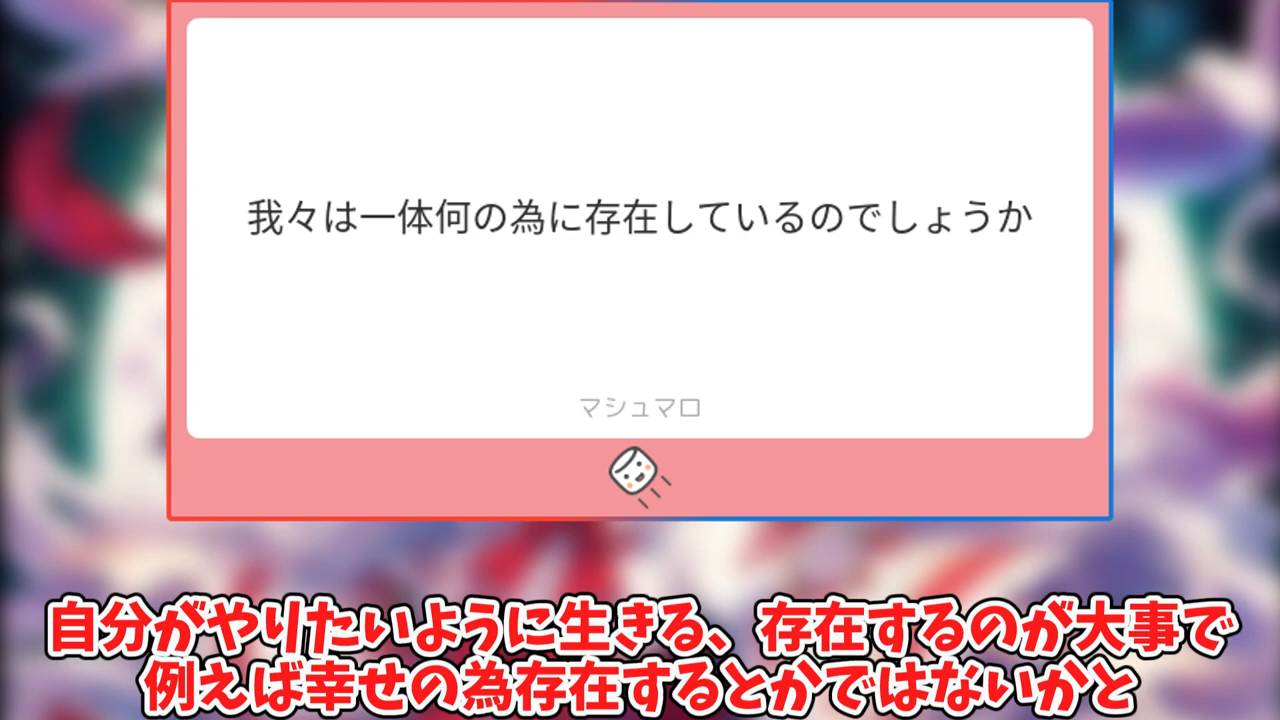 我々は一体何の為に存在しているのでしょうか
マシュマロ
自分がやりたいように生きる、存在するのが大事で
例えば幸せの為存在するとかではないかと